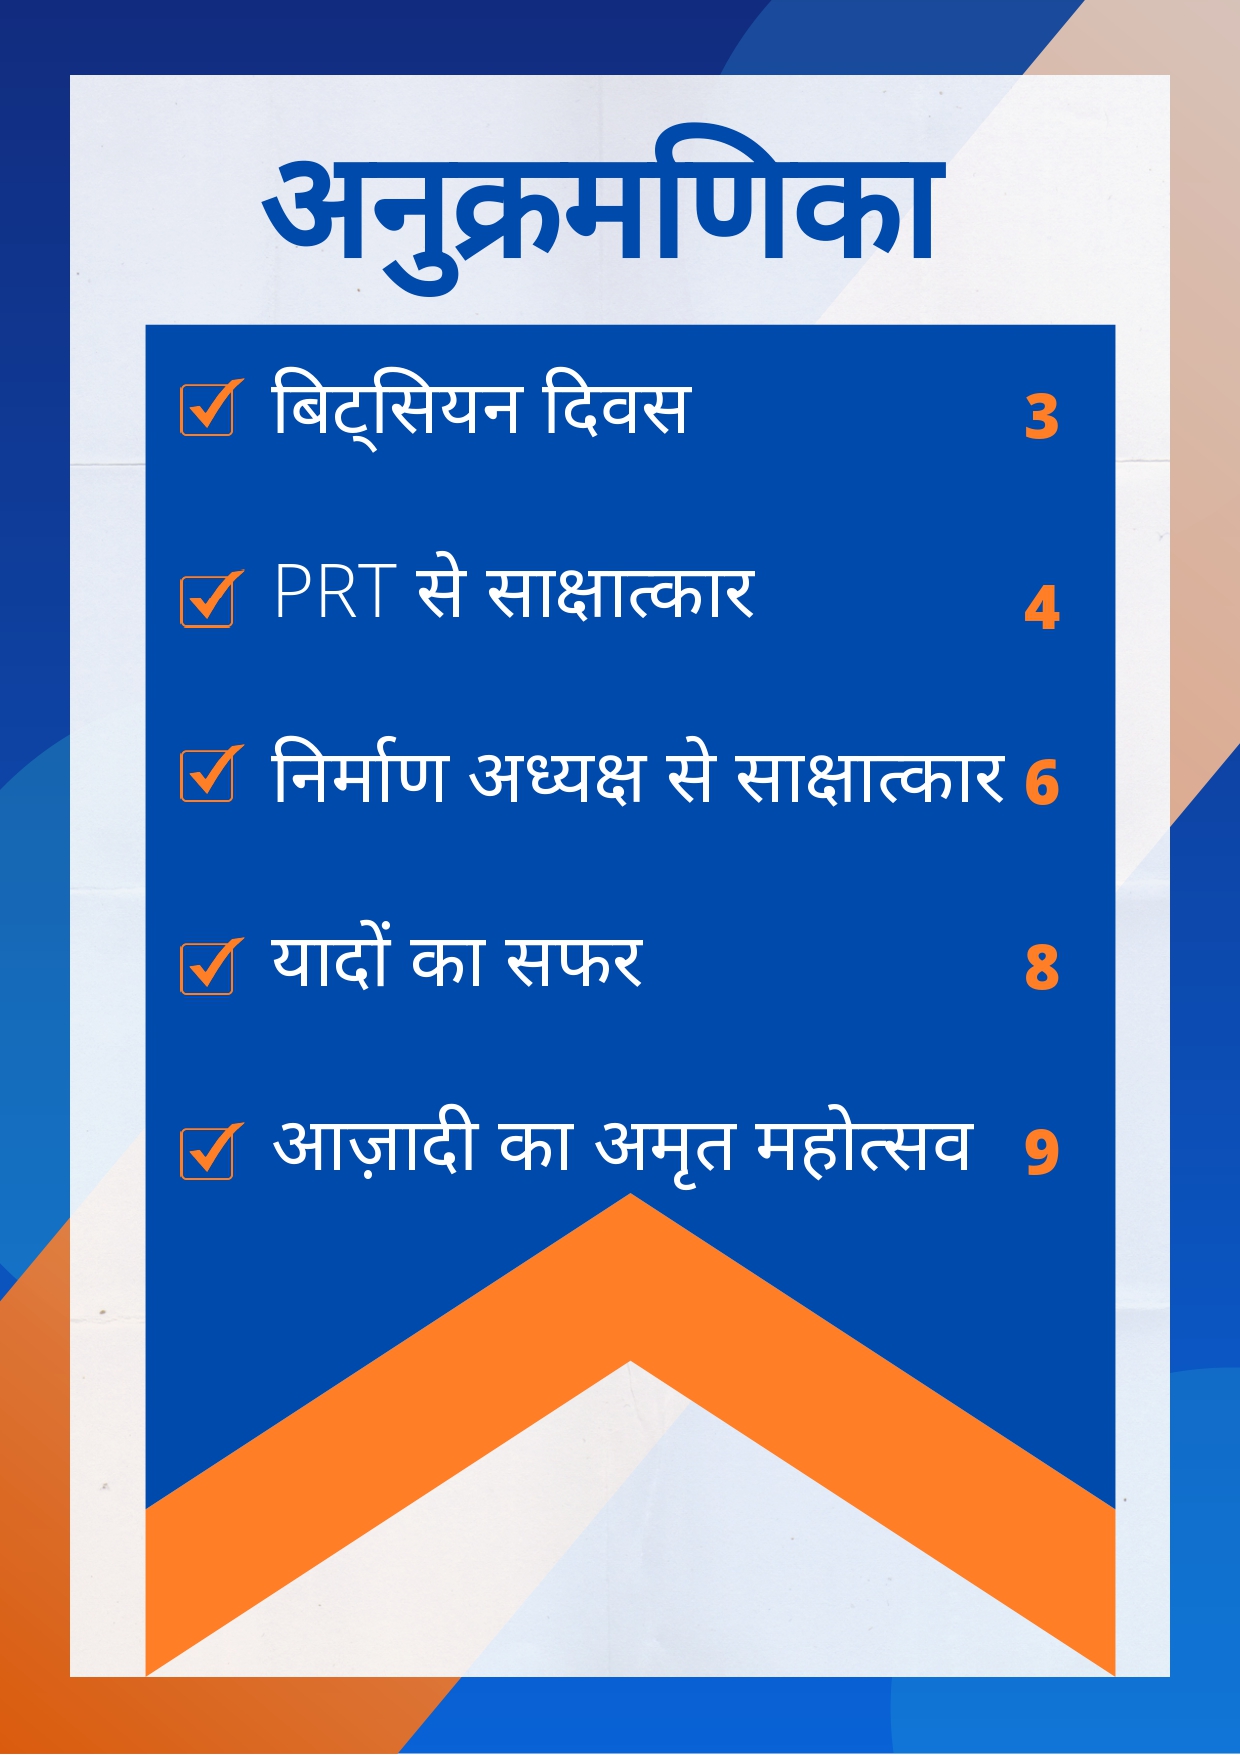 अनुक्रमणिका
बिट्सियन दिवस 3
PRT से साक्षात्कार 4
निर्माण अध्यक्ष से साक्षात्कार 6
यादों का सफर 8
आज़ादी का अमृत महोत्सव 9